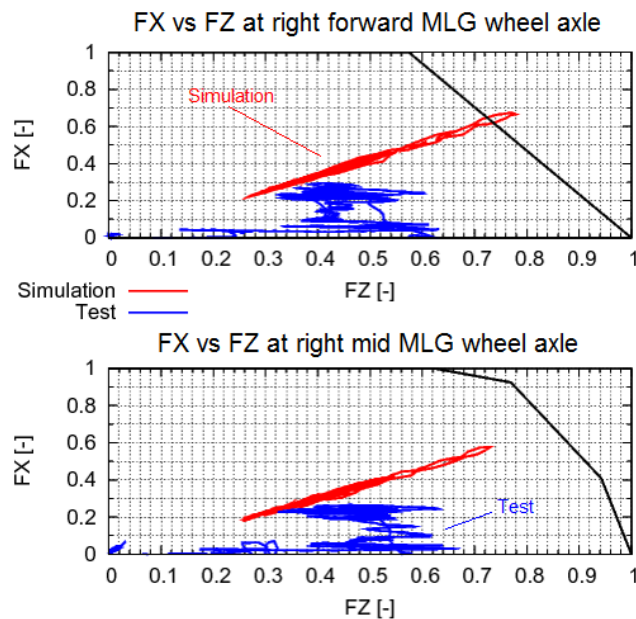 FX vs FZ at right forward MLG wheel axle
1
0.8
0.6
0.4
0.2
0
FX [-]
Simulation
0 0.1 0.2 0.3 0.4 0.5 0.6 0.7 0.8 0.9 1
FZ [-]
Simulation
Test
FX vs FZ at right mid MLG wheel axle
1
0.8
0.6
0.4
0.2
0
FX [-]
Test
0 0.1 0.2 0.3 0.4 0.5 0.6 0.7 0.8 0.9 1
FZ [-]